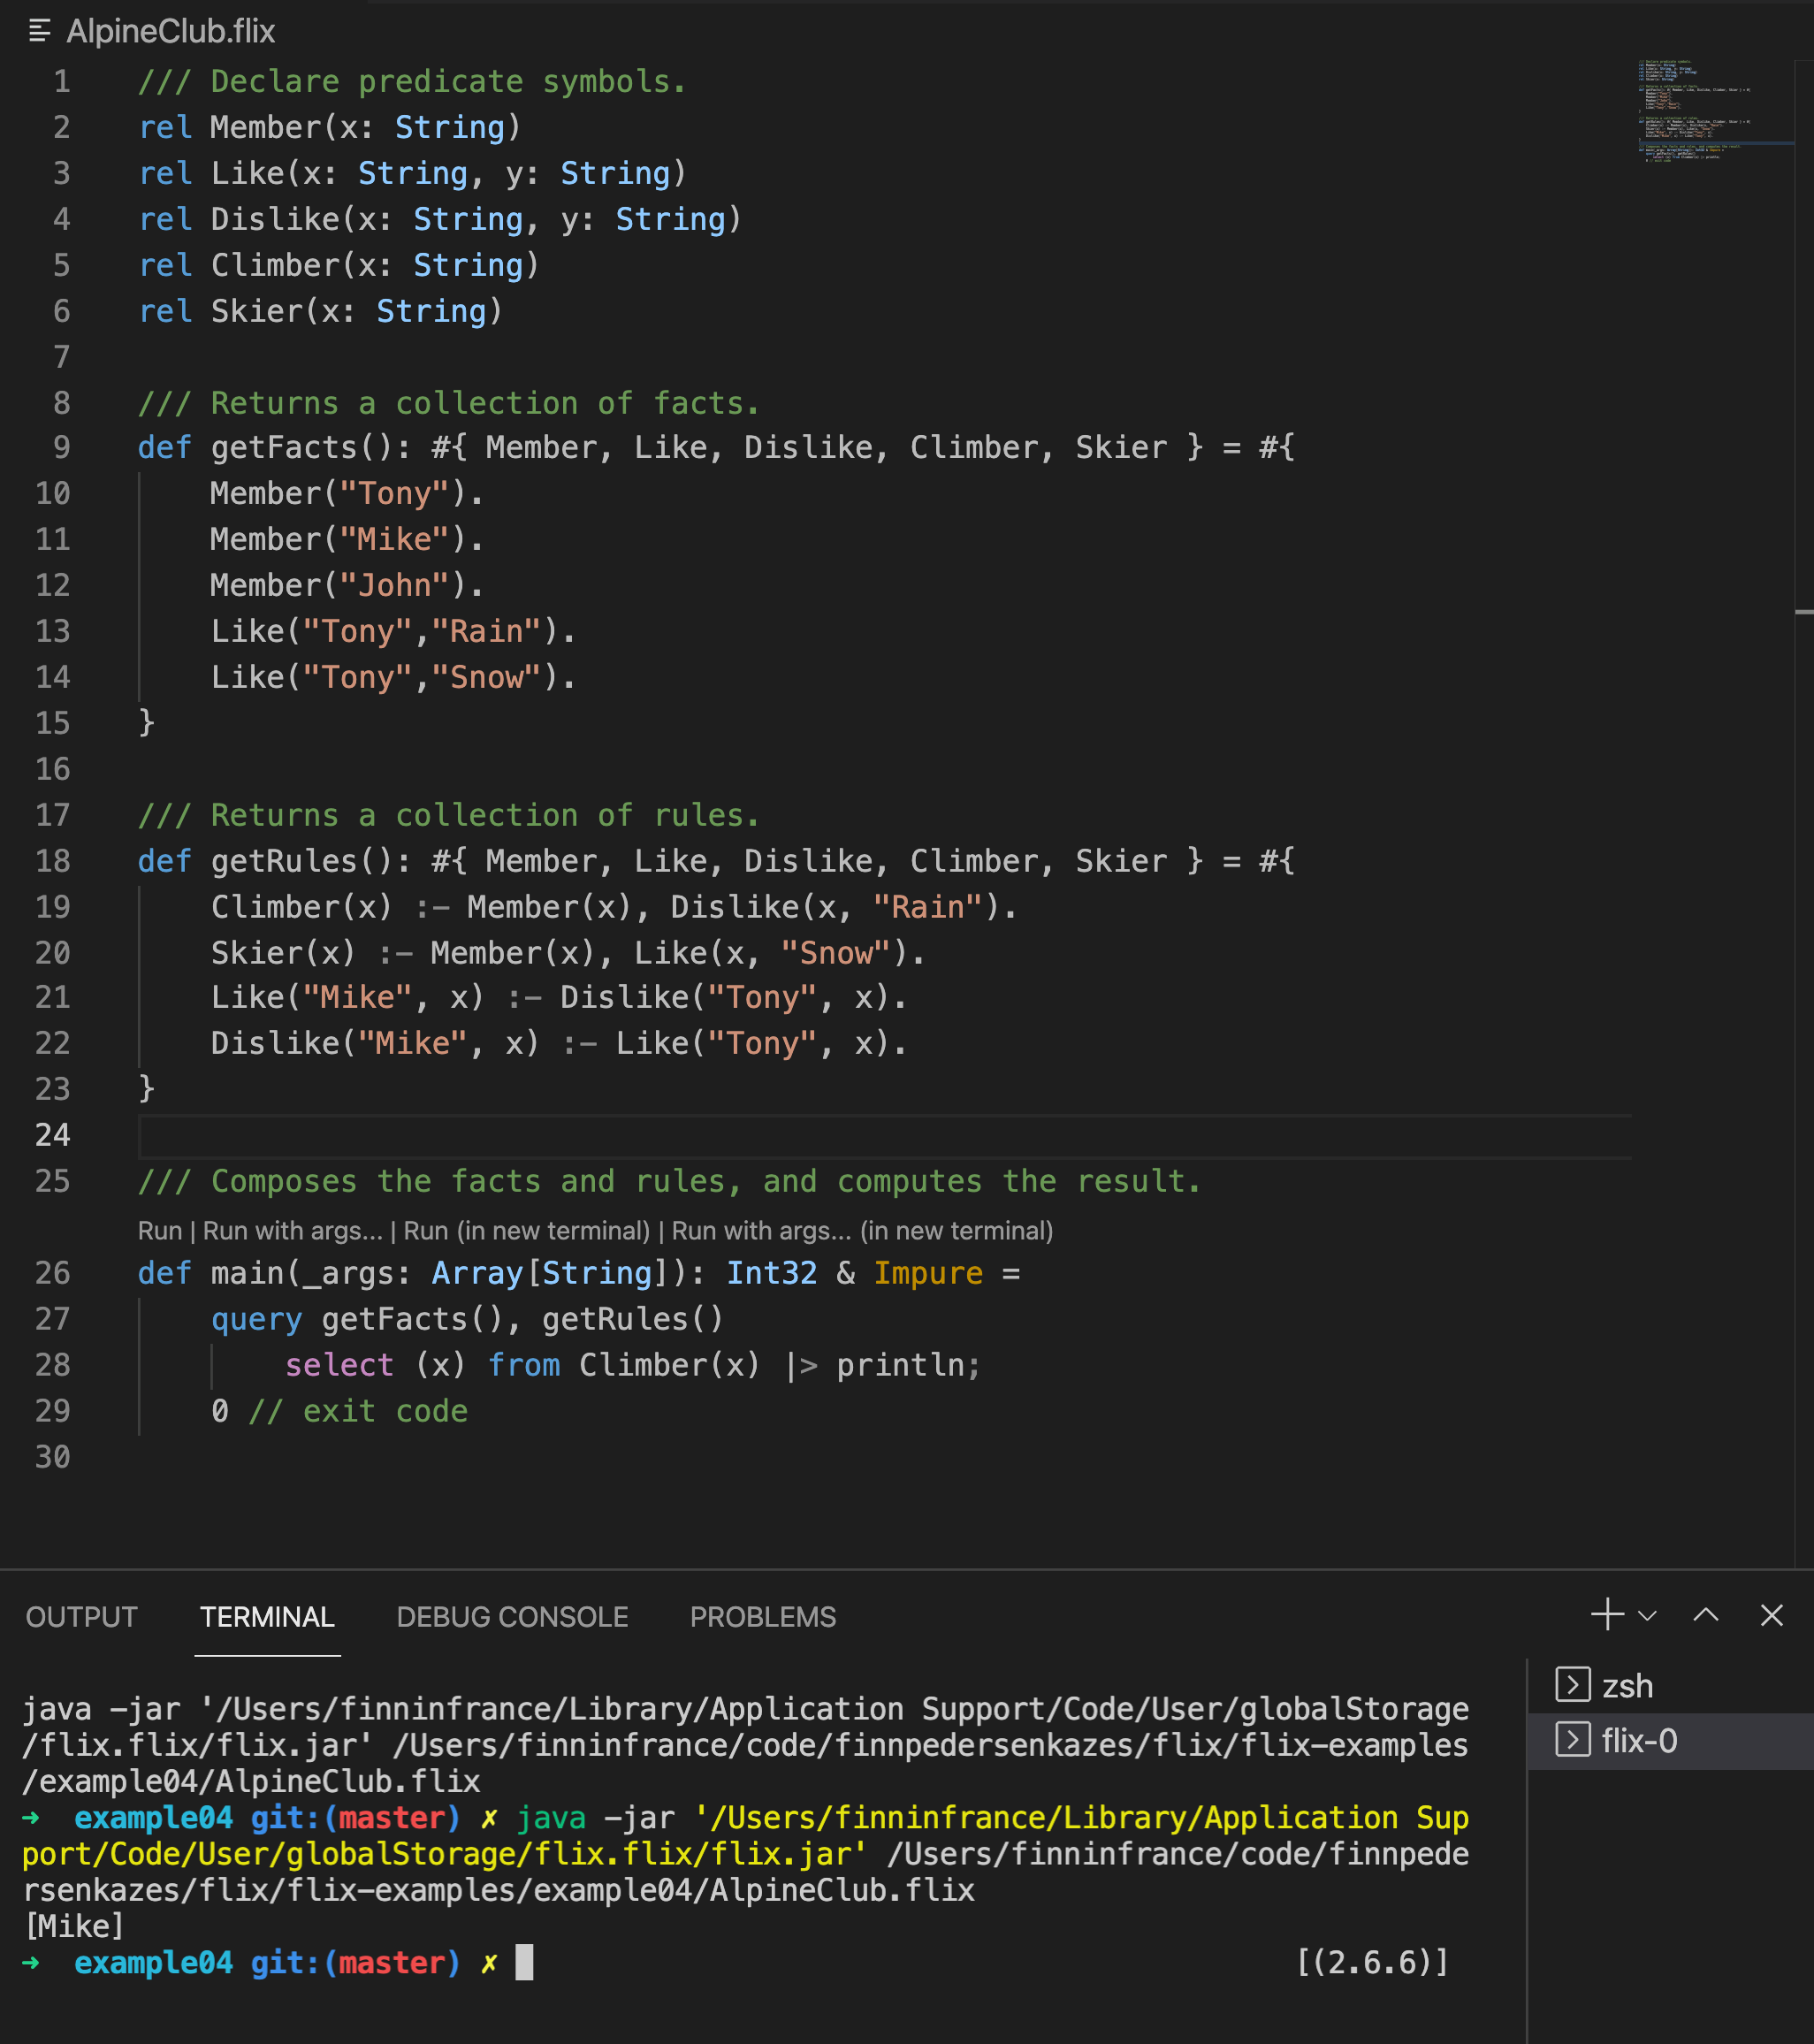 AlpineClub.flix
1 /// Declare predicate symbols.
2 rel Member(x: String)
3 rel Like(x: String, y: String)
4 rel Dislike(x: String, y: String)
5 rel Climber(x: String)
6 rel Skier(x: String)
7
8 /// Returns a collection of facts.
9 def getFacts(): #{ Member, Like, Dislike, Climber, Skier } = #{
10     Member("Tony").
11     Member("Mike").
12     Member("John").
13     Like("Tony","Rain").
14     Like("Tony","Snow").
15 }
16
17 /// Returns a collection of rules.
18 def getRules(): #{ Member, Like, Dislike, Climber, Skier } = #{
19     Climber(x) :- Member(x), Dislike(x, "Rain").
20     Skier(x) :- Member(x), Like(x, "Snow").
21     Like("Mike", x) :- Dislike("Tony", x).
22     Dislike("Mike", x) :- Like("Tony", x).
23 }
24
25 /// Composes the facts and rules, and computes the result.
Run | Run with args... | Run (in new terminal) | Run with args... (in new terminal)
26 def main(_args: Array[String]): Int32 & Impure =
27     query getFacts(), getRules()
28         select (x) from Climber(x) |> println;
29     0 // exit code
30
OUTPUT TERMINAL DEBUG CONSOLE PROBLEMS
java -jar '/Users/finninfrance/Library/Application Support/Code/User/globalStorage
/flix.flix/flix.jar' /Users/finninfrance/code/finnpedersenkazes/flix/flix-examples
/example04/AlpineClub.flix
➜ example04 git:(master) ✗ java -jar '/Users/finninfrance/Library/Application Sup
port/Code/User/globalStorage/flix.flix/flix.jar' /Users/finninfrance/code/finnpede
rsenkazes/flix/flix-examples/example04/AlpineClub.flix
[Mike]
➜ example04 git:(master) ✗ [(2.6.6)]
zsh
flix-0